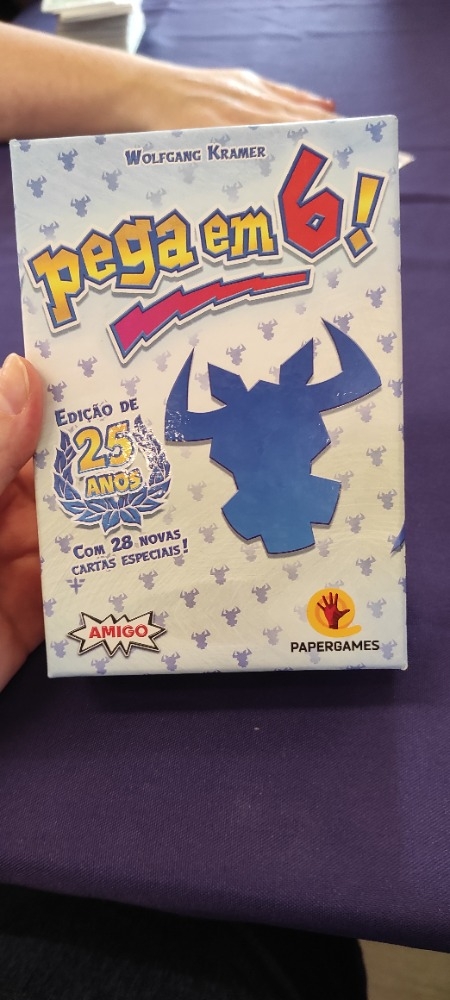 Wolfgang Kramer
pega em 6!
Edição de
25
anos
Com 28 novas
cartas especiais!
AMIGO
PAPERGAMES